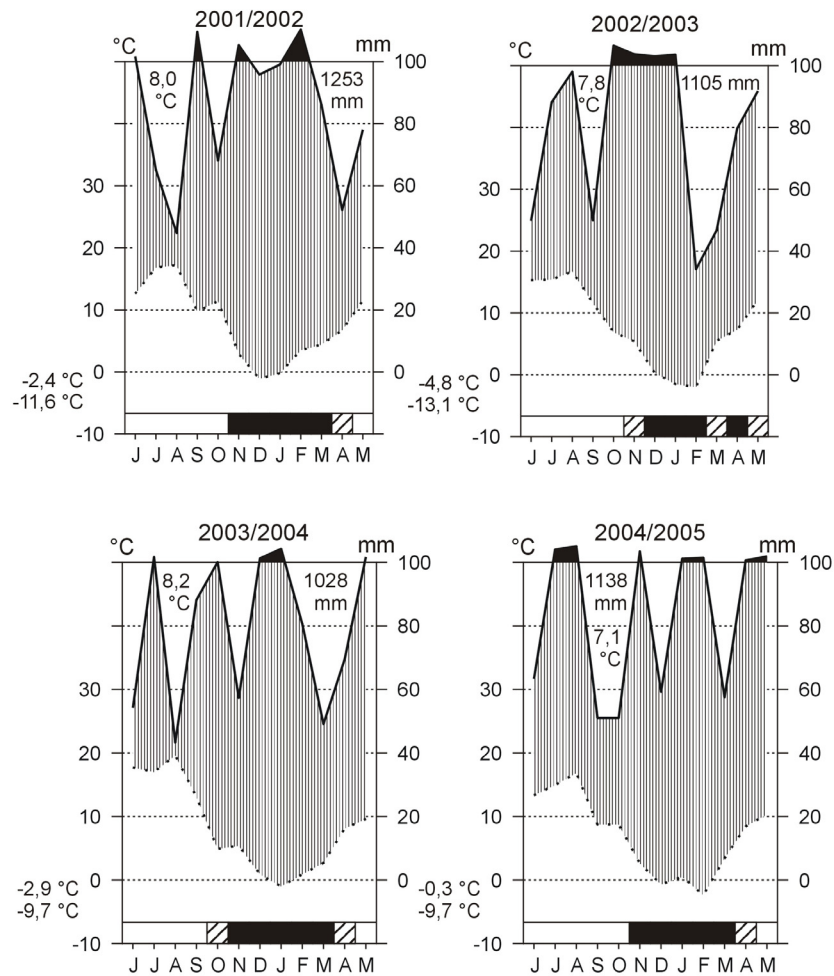 2001/2002
°C
mm
8,0
°C
1253
mm
100
80
30
60
20
40
10
20
0
0
-2,4 °C
-11,6 °C
-10
J J A S O N D J F M A M
2002/2003
°C
mm
7,8
°C
1105 mm
100
80
30
60
20
40
10
20
0
0
-4,8 °C
-13,1 °C
-10
J J A S O N D J F M A M
2003/2004
°C
mm
8,2
°C
1028
mm
100
80
30
60
20
40
10
20
0
0
-2,9 °C
-9,7 °C
-10
J J A S O N D J F M A M
2004/2005
°C
mm
1138
mm
7,1
°C
100
80
30
60
20
40
10
20
0
0
-0,3 °C
-9,7 °C
-10
J J A S O N D J F M A M